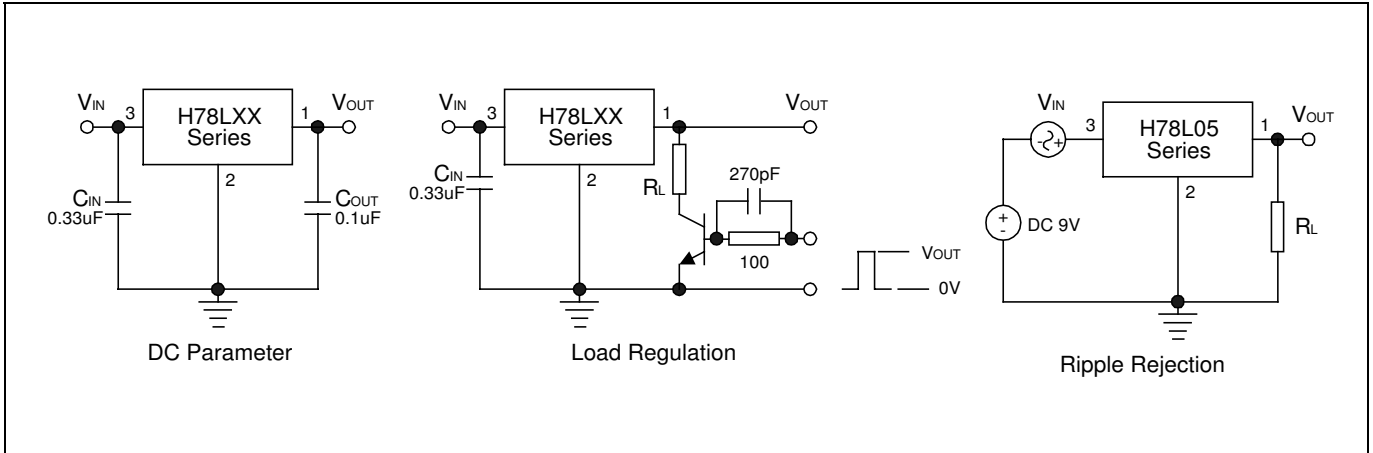 VIN
3
H78LXX
Series
1
VOUT
2
CIN
0.33uF
COUT
0.1uF
DC Parameter
VIN
3
H78LXX
Series
1
VOUT
2
CIN
0.33uF
RL
270pF
100
VOUT
0V
Load Regulation
VIN
-
+
3
H78L05
Series
1
VOUT
2
+
-
DC 9V
RL
Ripple Rejection